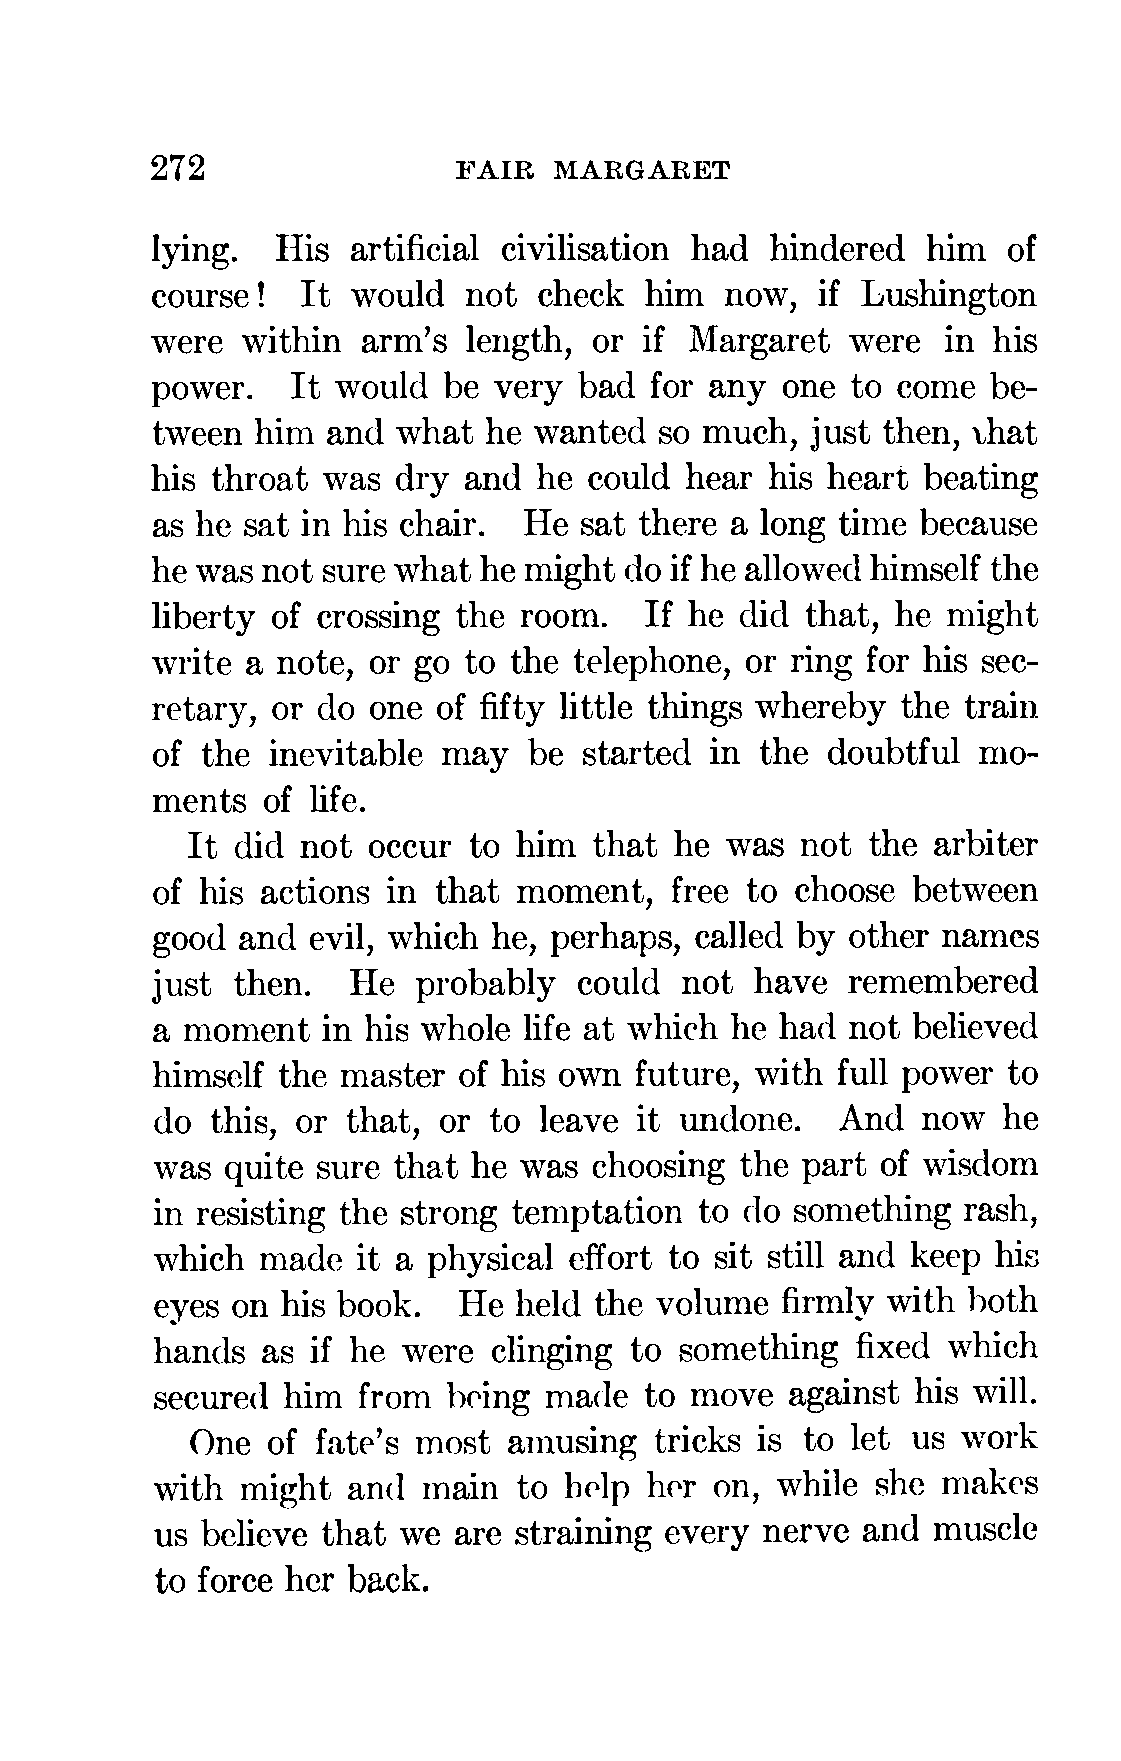 272 FAIR MARGARET
lying. His artificial civilisation had hindered him of
course! It would not check him now, if Lushington
were within arm's length, or if Margaret were in his
power. It would be very bad for any one to come be-
tween him and what he wanted so much, just then, that
his throat was dry and he could hear his heart beating
as he sat in his chair. He sat there a long time because
he was not sure what he might do if he allowed himself the
liberty of crossing the room. If he did that, he might
write a note, or go to the telephone, or ring for his sec-
retary, or do one of fifty little things whereby the train
of the inevitable may be started in the doubtful mo-
ments of life.
It did not occur to him that he was not the arbiter
of his actions in that moment, free to choose between
good and evil, which he, perhaps, called by other names
just then. He probably could not have remembered
a moment in his whole life at which he had not believed
himself the master of his own future, with full power to
do this, or that, or to leave it undone. And now he
was quite sure that he was choosing the part of wisdom
in resisting the strong temptation to do something rash,
which made it a physical effort to sit still and keep his
eyes on his book. He held the volume firmly with both
hands as if he were clinging to something fixed which
secured him from being made to move against his will.
One of fate's most amusing tricks is to let us work
with might and main to help her on, while she makes
us believe that we are straining every nerve and muscle
to force her back.